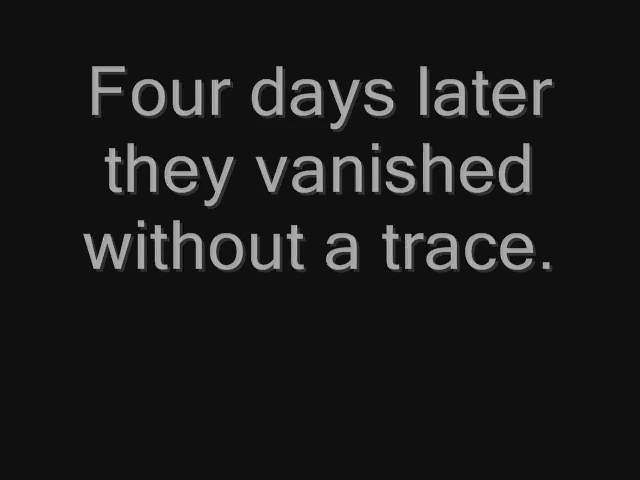 Four days later
they vanished
without a trace.